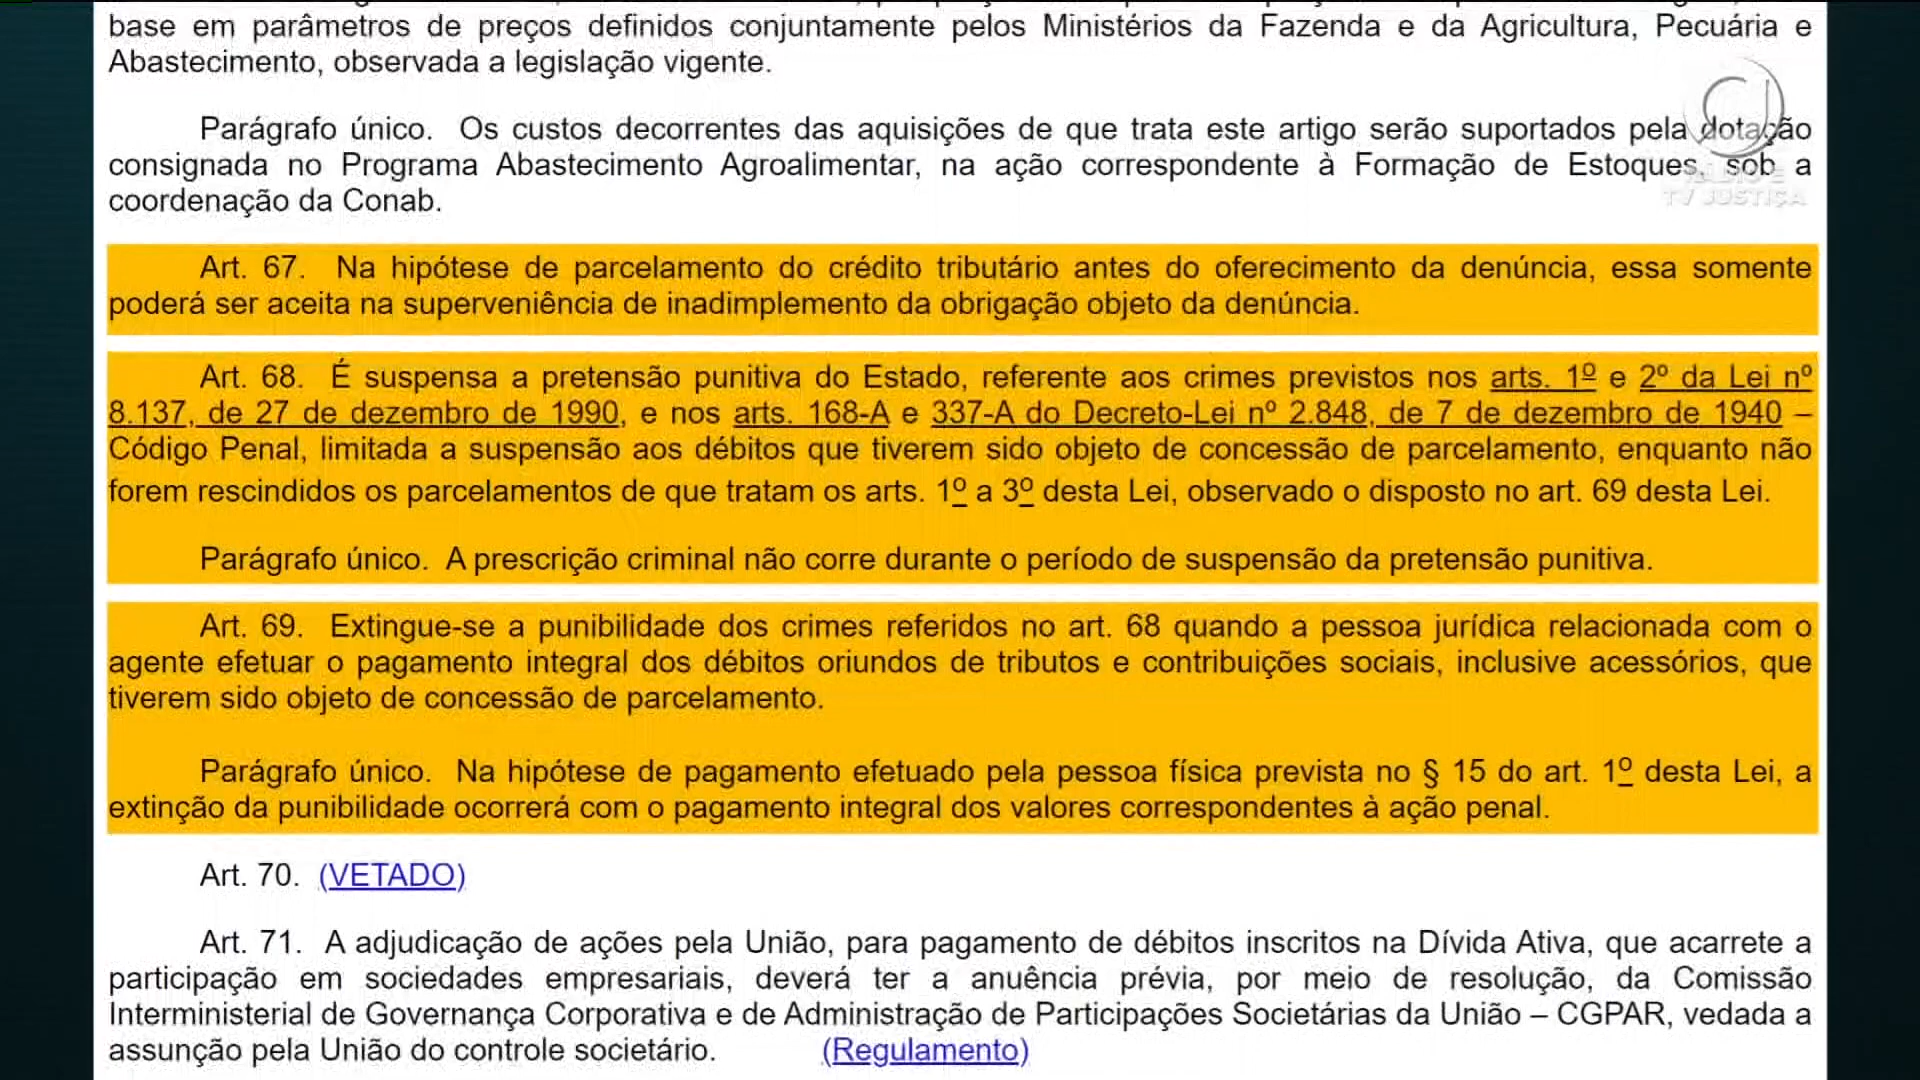 base em parâmetros de preços definidos conjuntamente pelos Ministérios da Fazenda e da Agricultura, Pecuária e
Abastecimento, observada a legislação vigente.
Parágrafo único. Os custos decorrentes das aquisições de que trata este artigo serão suportados pela dotação
consignada no Programa Abastecimento Agroalimentar, na ação correspondente à Formação de Estoques, sob a
coordenação da Conab.
TV JUSTIÇA
Art. 67. Na hipótese de parcelamento do crédito tributário antes do oferecimento da denúncia, essa somente
poderá ser aceita na superveniência de inadimplemento da obrigação objeto da denúncia.
Art. 68. É suspensa a pretensão punitiva do Estado, referente aos crimes previstos nos arts. 1º e 2º da Lei nº
8.137, de 27 de dezembro de 1990, e nos arts. 168-A e 337-A do Decreto-Lei nº 2.848, de 7 de dezembro de 1940 –
Código Penal, limitada a suspensão aos débitos que tiverem sido objeto de concessão de parcelamento, enquanto não
forem rescindidos os parcelamentos de que tratam os arts. 1º a 3º desta Lei, observado o disposto no art. 69 desta Lei.
Parágrafo único. A prescrição criminal não corre durante o período de suspensão da pretensão punitiva.
Art. 69. Extingue-se a punibilidade dos crimes referidos no art. 68 quando a pessoa jurídica relacionada com o
agente efetuar o pagamento integral dos débitos oriundos de tributos e contribuições sociais, inclusive acessórios, que
tiverem sido objeto de concessão de parcelamento.
Parágrafo único. Na hipótese de pagamento efetuado pela pessoa física prevista no § 15 do art. 1º desta Lei, a
extinção da punibilidade ocorrerá com o pagamento integral dos valores correspondentes à ação penal.
Art. 70. (VETADO)
Art. 71. A adjudicação de ações pela União, para pagamento de débitos inscritos na Dívida Ativa, que acarrete a
participação em sociedades empresariais, deverá ter a anuência prévia, por meio de resolução, da Comissão
Interministerial de Governança Corporativa e de Administração de Participações Societárias da União – CGPAR, vedada a
assunção pela União do controle societário. (Regulamento)